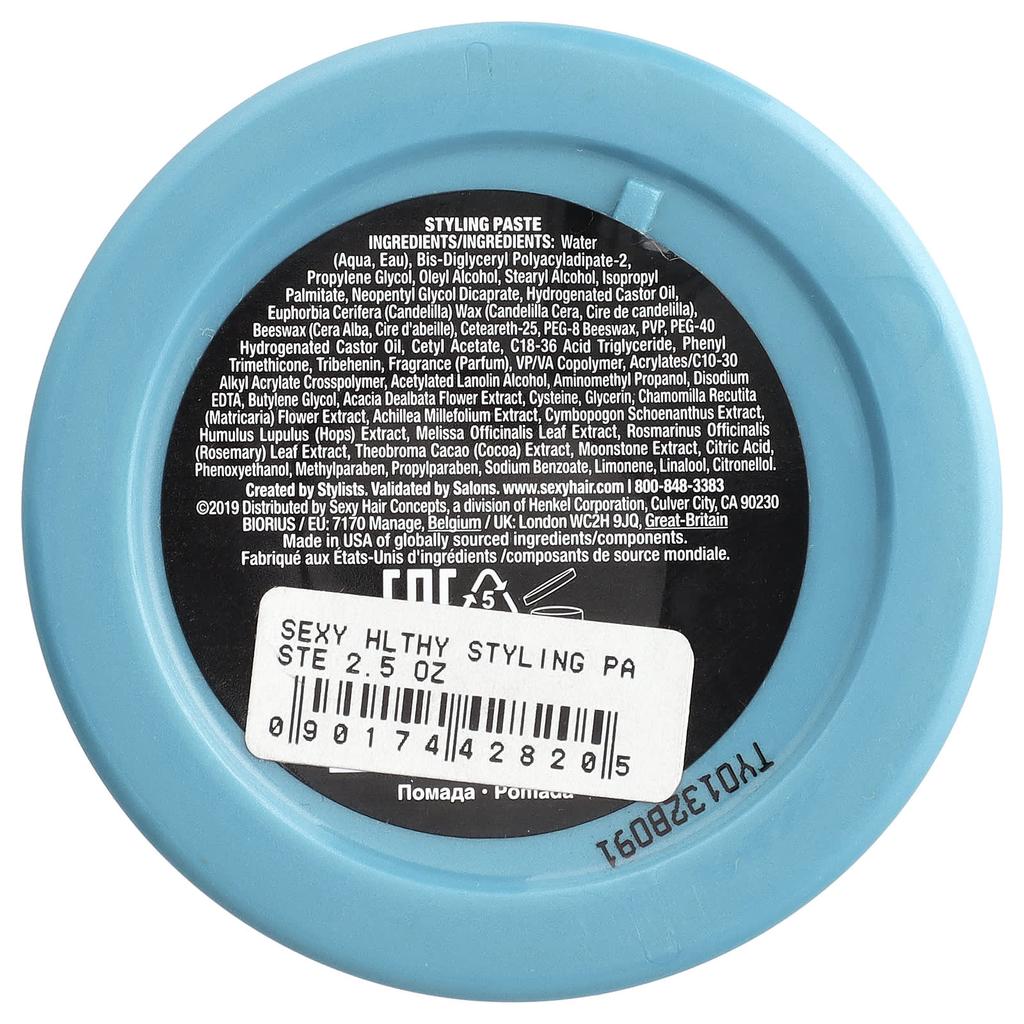 STYLING PASTE
INGREDIENTS/INGRÉDIENTS: Water
(Aqua, Eau), Bis-Diglyceryl Polyacyladipate-2,
Propylene Glycol, Oleyl Alcohol, Stearyl Alcohol, Isopropyl
Palmitate, Neopentyl Glycol Dicaprate, Hydrogenated Castor Oil,
Euphorbia Cerifera (Candelilla) Wax (Candelilla Cera, Cire de candelilla),
Beeswax (Cera Alba, Cire d'abeille), Ceteareth-25, PEG-8 Beeswax, PVP, PEG-40
Hydrogenated Castor Oil, Cetyl Acetate, C18-36 Acid Triglyceride, Phenyl
Trimethicone, Tribehenin, Fragrance (Parfum), VP/VA Copolymer, Acrylates/C10-30
Alkyl Acrylate Crosspolymer, Acetylated Lanolin Alcohol, Aminomethyl Propanol, Disodium
EDTA, Butylene Glycol, Acacia Dealbata Flower Extract, Cysteine, Glycerin, Chamomilla Recutita
(Matricaria) Flower Extract, Achillea Millefolium Extract, Cymbopogon Schoenanthus Extract,
Humulus Lupulus (Hops) Extract, Melissa Officinalis Leaf Extract, Rosmarinus Officinalis
(Rosemary) Leaf Extract, Theobroma Cacao (Cocoa) Extract, Moonstone Extract, Citric Acid,
Phenoxyethanol, Methylparaben, Propylparaben, Sodium Benzoate, Limonene, Linalool, Citronellol.
Created by Stylists. Validated by Salons. www.sexyhair.com | 800-848-3383
©2019 Distributed by Sexy Hair Concepts, a division of Henkel Corporation, Culver City, CA 90230
BIORIUS / EU: 7170 Manage, Belgium / UK: London WC2H 9JQ, Great-Britain
Made in USA of globally sourced ingredients/components.
Fabriqué aux États-Unis d'ingrédients /composants de source mondiale.
5
SEXY HLTHY STYLING PA
STE 2.5 OZ
0 90174 42820 5
Помада • Pomada
TY0132B091